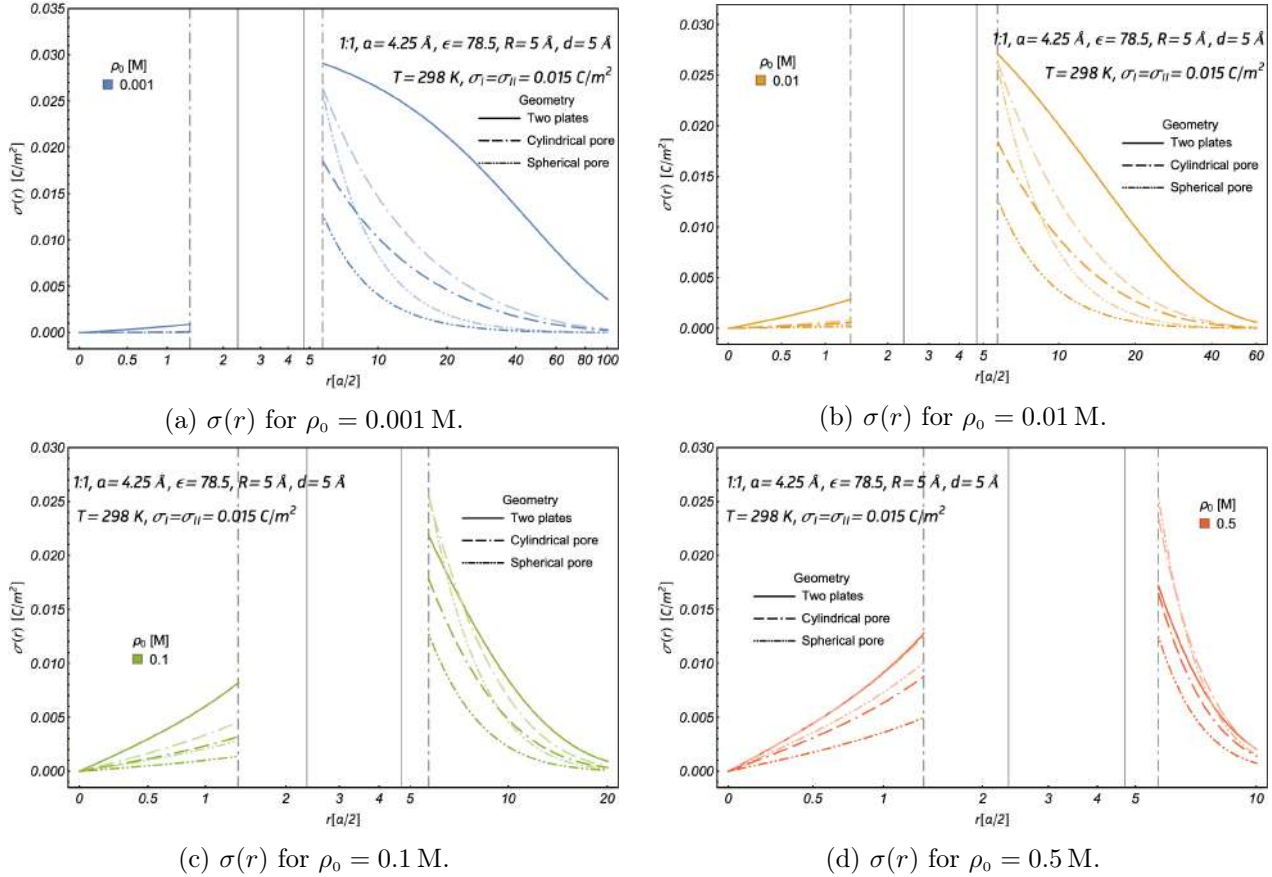 1:1, a= 4.25 Å, ϵ= 78.5, R= 5 Å, d= 5 Å
T= 298 K, σI=σII= 0.015 C/m²
ρ₀ [M]
0.001
Geometry
Two plates
Cylindrical pore
Spherical pore
σ(r) [C/m²]
0.035
0.030
0.025
0.020
0.015
0.010
0.005
0.000
0 0.5 1 2 3 4 5 10 20 40 60 80 100
r[a/2]
(a) σ(r) for ρ₀ = 0.001 M.
1:1, a= 4.25 Å, ϵ= 78.5, R= 5 Å, d= 5 Å
T= 298 K, σI=σII= 0.015 C/m²
ρ₀ [M]
0.01
Geometry
Two plates
Cylindrical pore
Spherical pore
σ(r) [C/m²]
0.030
0.025
0.020
0.015
0.010
0.005
0.000
0 0.5 1 2 3 4 5 10 20 40 60
r[a/2]
(b) σ(r) for ρ₀ = 0.01 M.
1:1, a= 4.25 Å, ϵ= 78.5, R= 5 Å, d= 5 Å
T= 298 K, σI=σII= 0.015 C/m²
Geometry
Two plates
Cylindrical pore
Spherical pore
ρ₀ [M]
0.1
σ(r) [C/m²]
0.030
0.025
0.020
0.015
0.010
0.005
0.000
0 0.5 1 2 3 4 5 10 20
r[a/2]
(c) σ(r) for ρ₀ = 0.1 M.
1:1, a= 4.25 Å, ϵ= 78.5, R= 5 Å, d= 5 Å
T= 298 K, σI=σII= 0.015 C/m²
ρ₀ [M]
0.5
Geometry
Two plates
Cylindrical pore
Spherical pore
σ(r) [C/m²]
0.030
0.025
0.020
0.015
0.010
0.005
0.000
0 0.5 1 2 3 4 5 10
r[a/2]
(d) σ(r) for ρ₀ = 0.5 M.